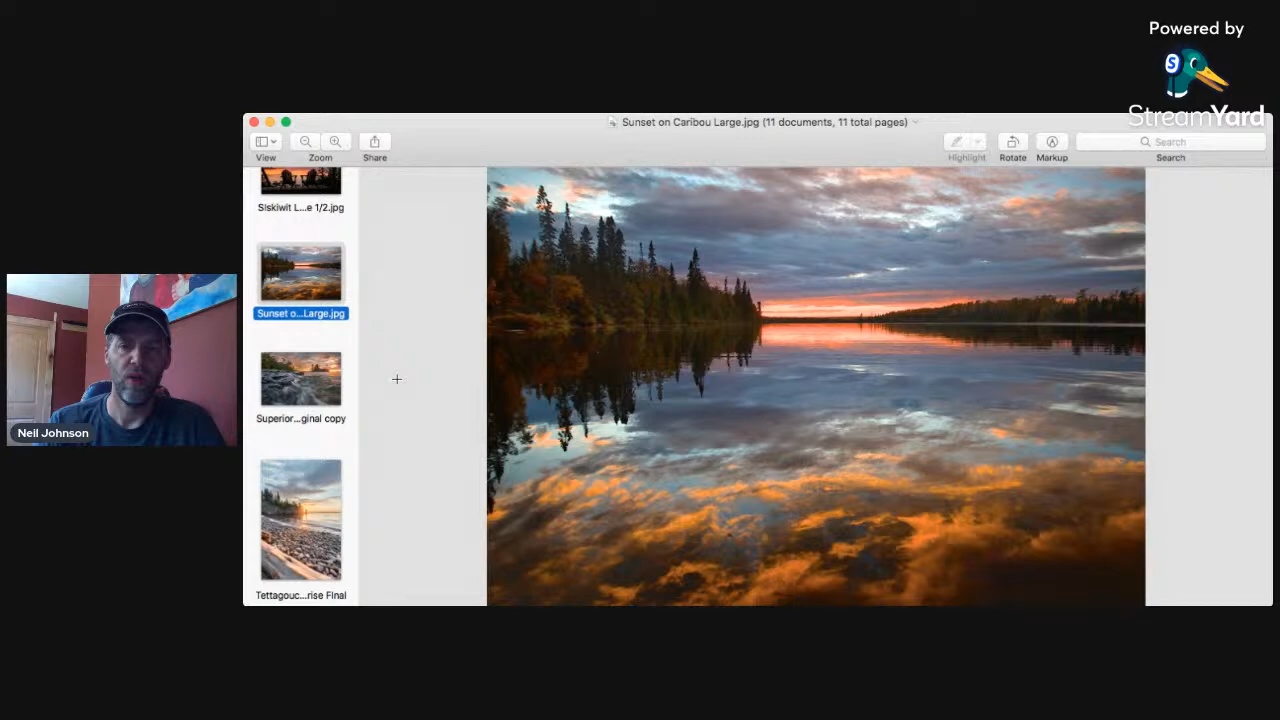 Powered by
StreamYard
Sunset on Caribou Large.jpg (11 documents, 11 total pages)
View
Zoom
Share
Highlight
Rotate
Markup
Search
Search
SIskiwit L...e 1/2.jpg
Sunset o...Large.jpg
Superior...ginal copy
Tettagouc...rise FInal
Neil Johnson